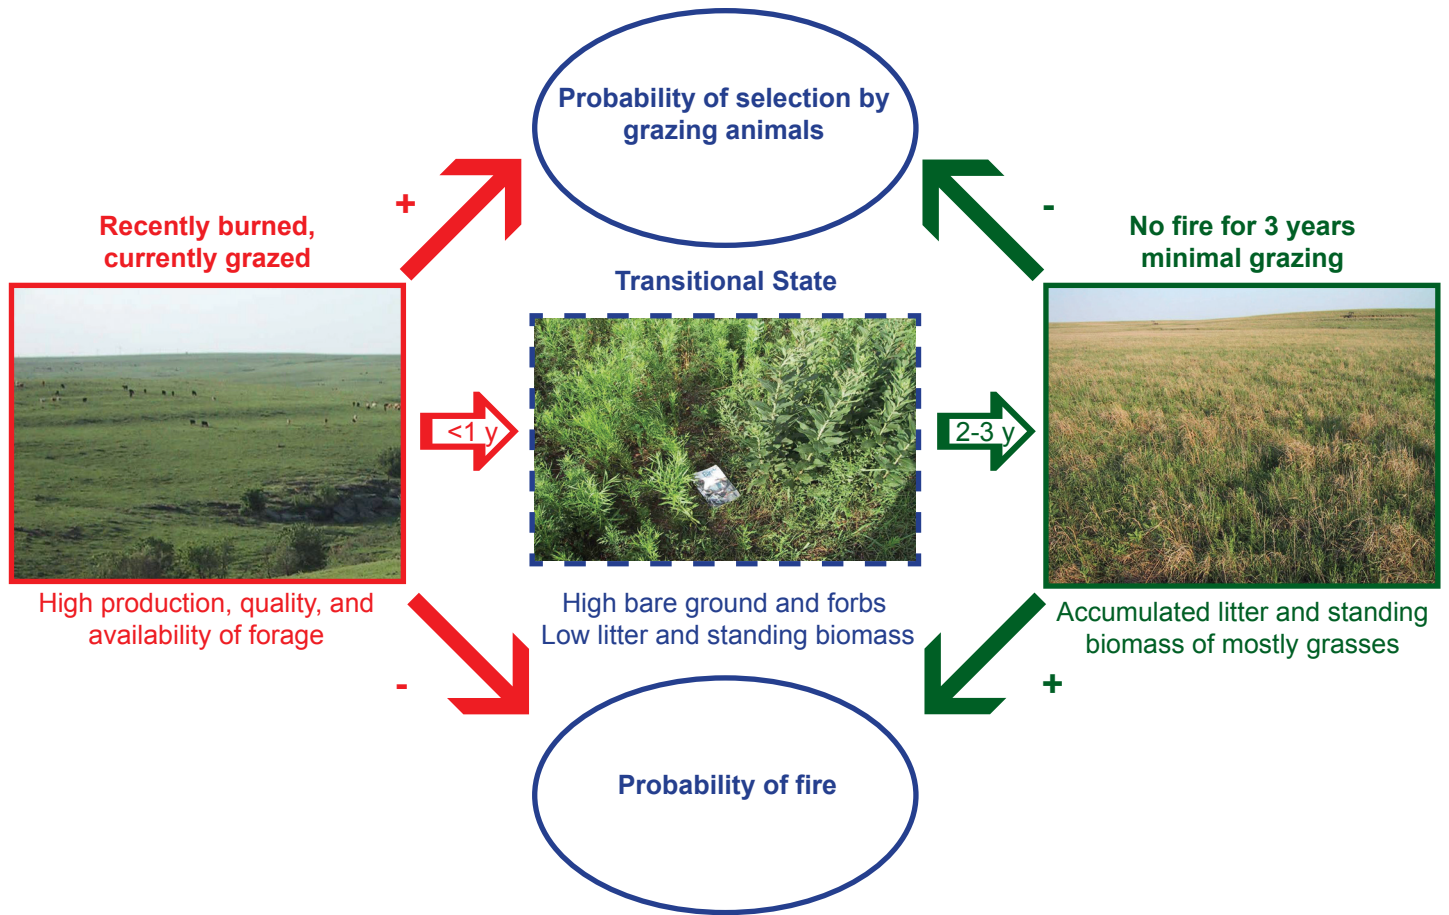 Probability of selection by
grazing animals
+
-
Recently burned,
currently grazed
No fire for 3 years
minimal grazing
Transitional State
<1 y
2-3 y
High production, quality, and
availability of forage
High bare ground and forbs
Low litter and standing biomass
Accumulated litter and standing
biomass of mostly grasses
-
+
Probability of fire